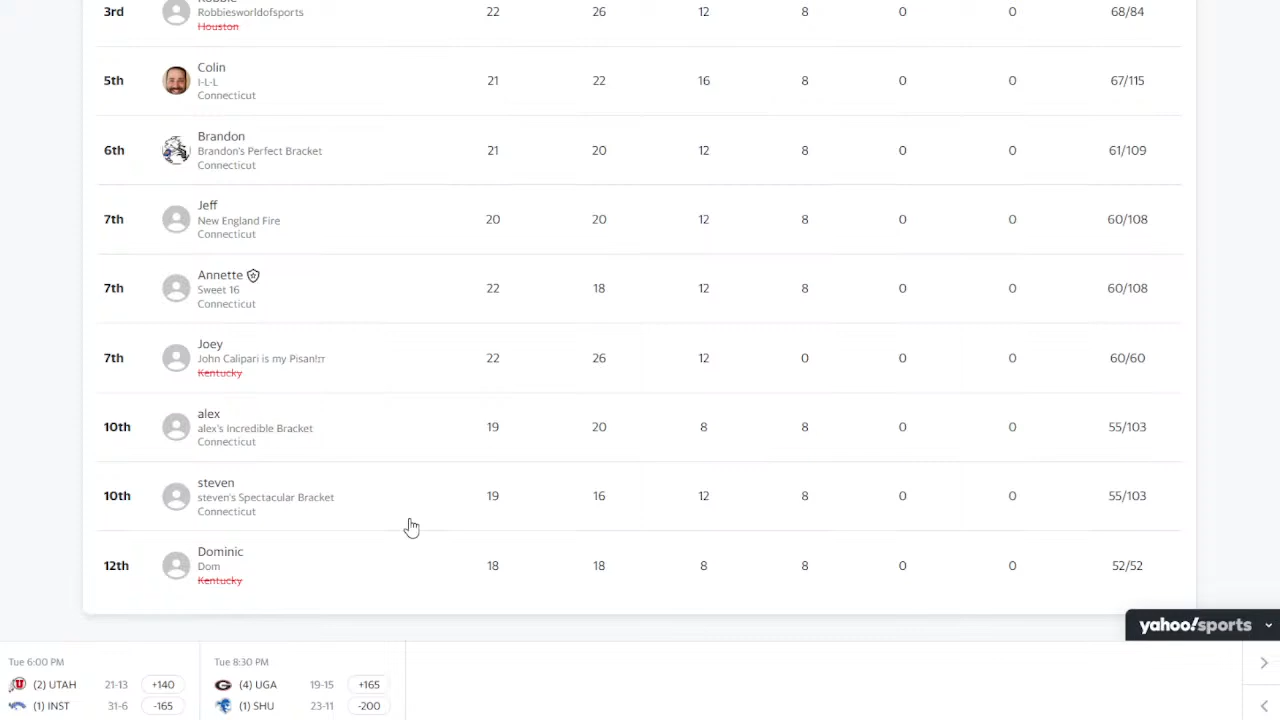 3rd
Robbiesworldofsports
Houston
22 26 12 8 0 0 68/84
5th
Colin
I-L-L
Connecticut
21 22 16 8 0 0 67/115
6th
Brandon
Brandon's Perfect Bracket
Connecticut
21 20 12 8 0 0 61/109
7th
Jeff
New England Fire
Connecticut
20 20 12 8 0 0 60/108
7th
Annette
Sweet 16
Connecticut
22 18 12 8 0 0 60/108
7th
Joey
John Calipari is my
Kentucky
22 26 12 0 0 0 60/60
10th
alex
alex's Incredible Bracket
Connecticut
19 20 8 8 0 0 55/103
10th
steven
steven's Spectacular Bracket
Connecticut
19 16 12 8 0 0 55/103
12th
Dominic
Dom
Kentucky
18 18 8 8 0 0 52/52
yahoo!sports
Tue 6:00 PM
(2) UTAH 21-13 +140
(1) INST 31-6 -165
Tue 8:30 PM
(4) UGA 19-15 +165
(1) SHU 23-11 -200